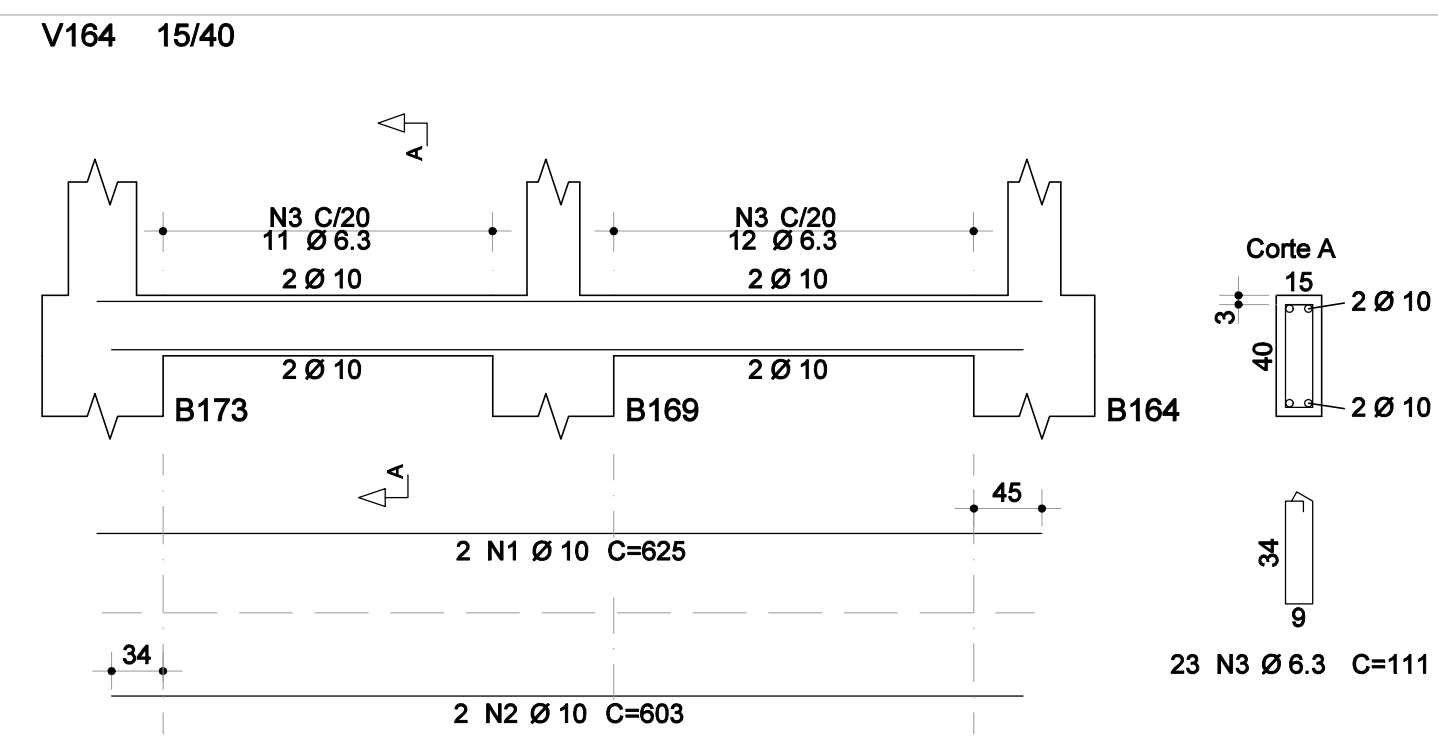 V164 15/40
A
N3 C/20
11 Ø 6.3
N3 C/20
12 Ø 6.3
2 Ø 10
2 Ø 10
Corte A
15
2 Ø 10
3
40
2 Ø 10
2 Ø 10
2 Ø 10
B173
B169
B164
A
45
2 N1 Ø 10 C=625
34
9
34
23 N3 Ø 6.3 C=111
2 N2 Ø 10 C=603